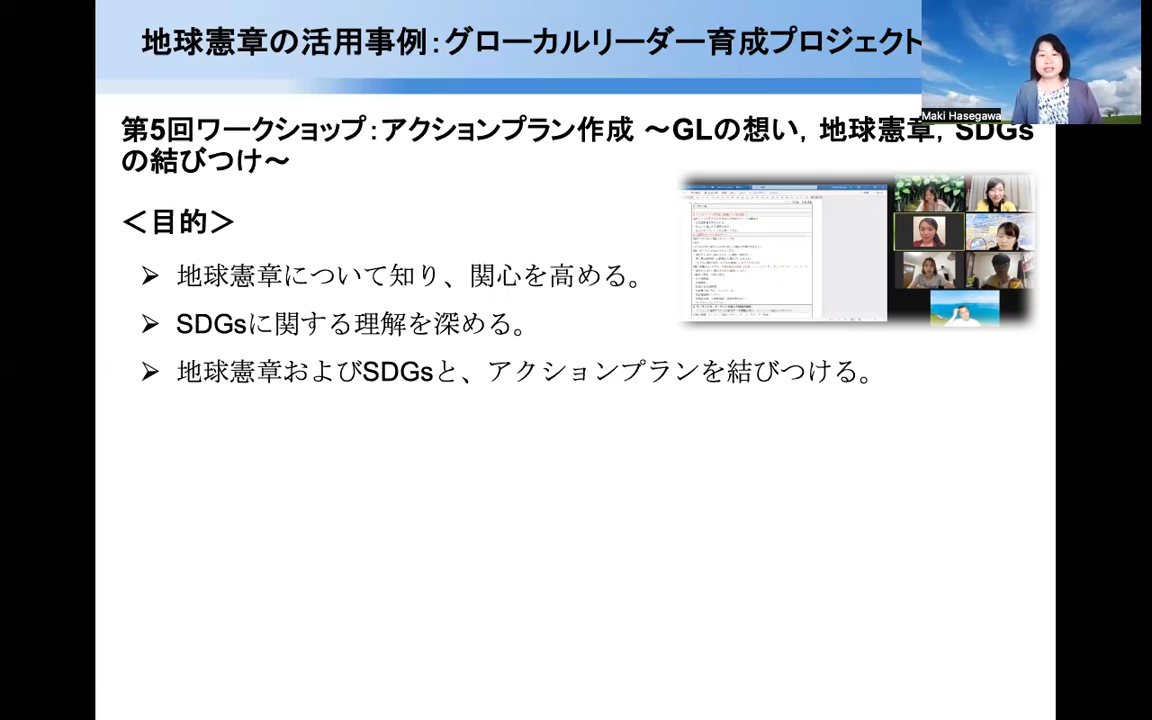 地球憲章の活用事例：グローカルリーダー育成プロジェクト
Maki Hasegawa
第5回ワークショップ：アクションプラン作成 ～GLの想い，地球憲章，SDGs
の結びつけ～
＜目的＞
➢ 地球憲章について知り、関心を高める。
➢ SDGsに関する理解を深める。
➢ 地球憲章およびSDGsと、アクションプランを結びつける。